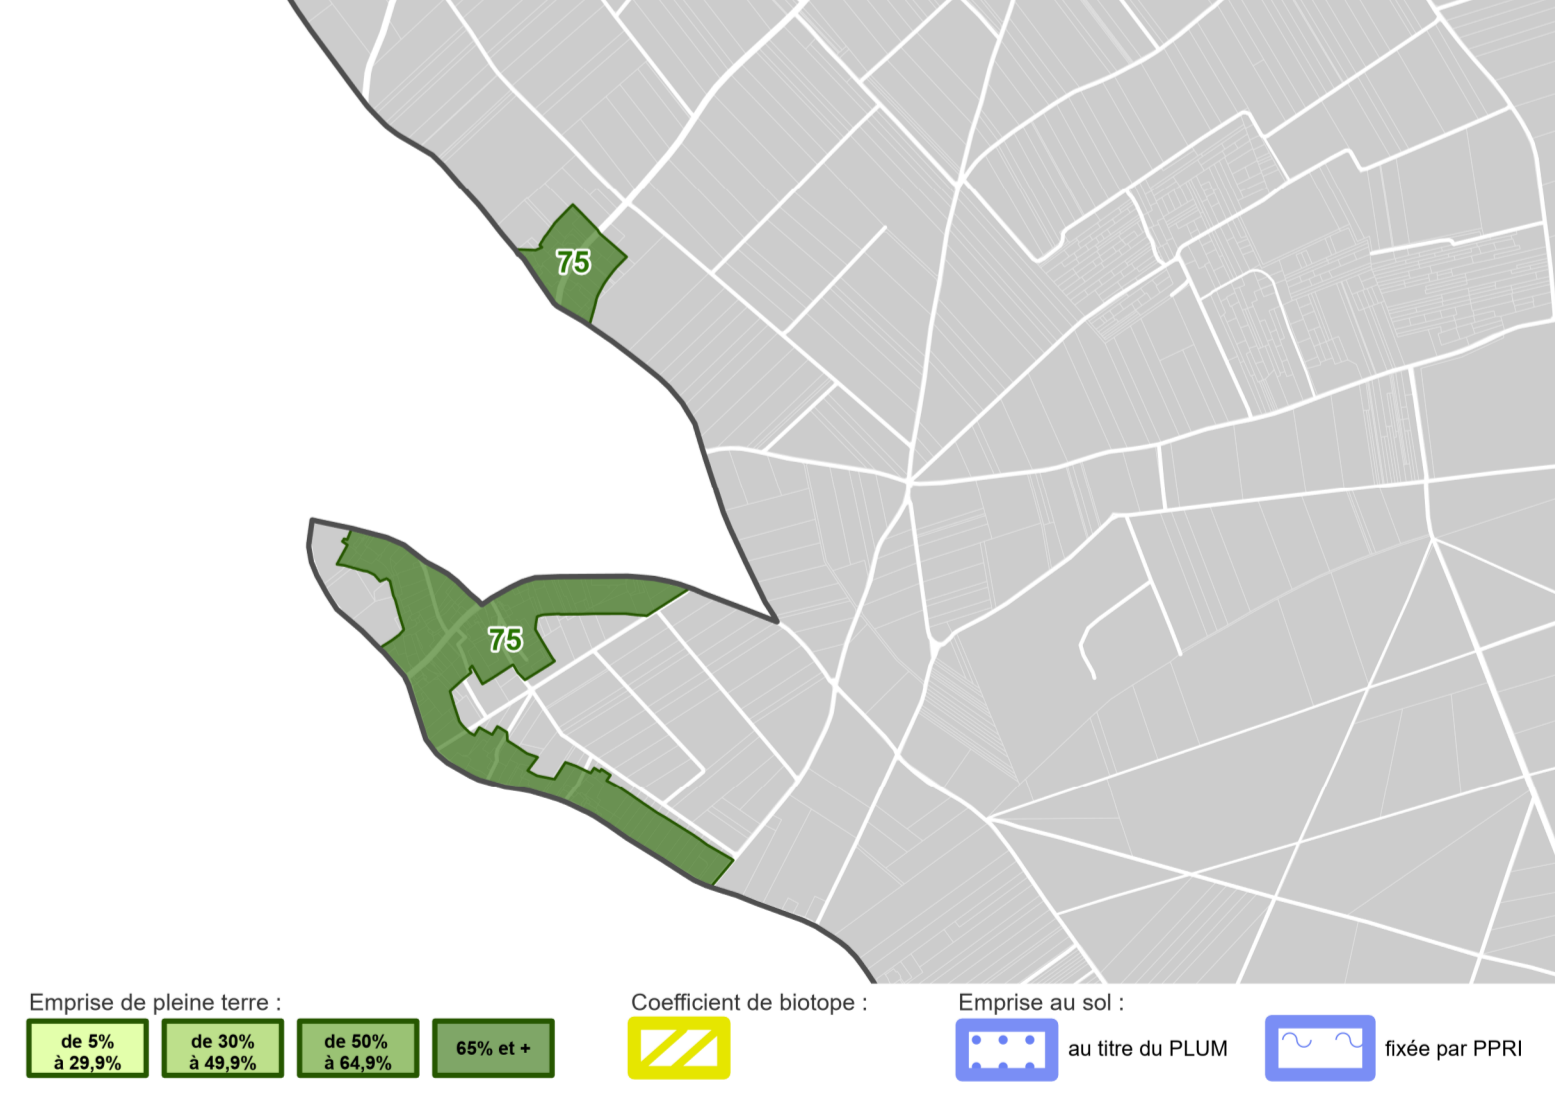 75
75
Emprise de pleine terre :
de 5%
à 29,9%
de 30%
à 49,9%
de 50%
à 64,9%
65% et +
Coefficient de biotope :
Emprise au sol :
au titre du PLUM
fixée par PPRI